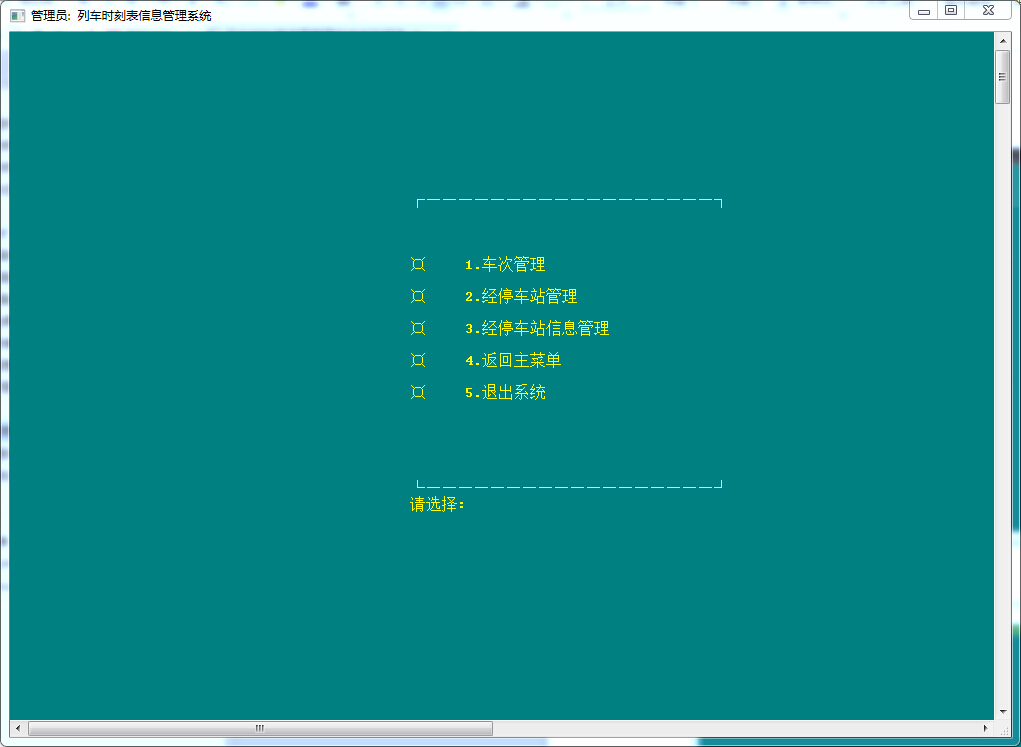 管理员: 列车时刻表信息管理系统
¤ 1.车次管理
¤ 2.经停车站管理
¤ 3.经停车站信息管理
¤ 4.返回主菜单
¤ 5.退出系统
请选择: